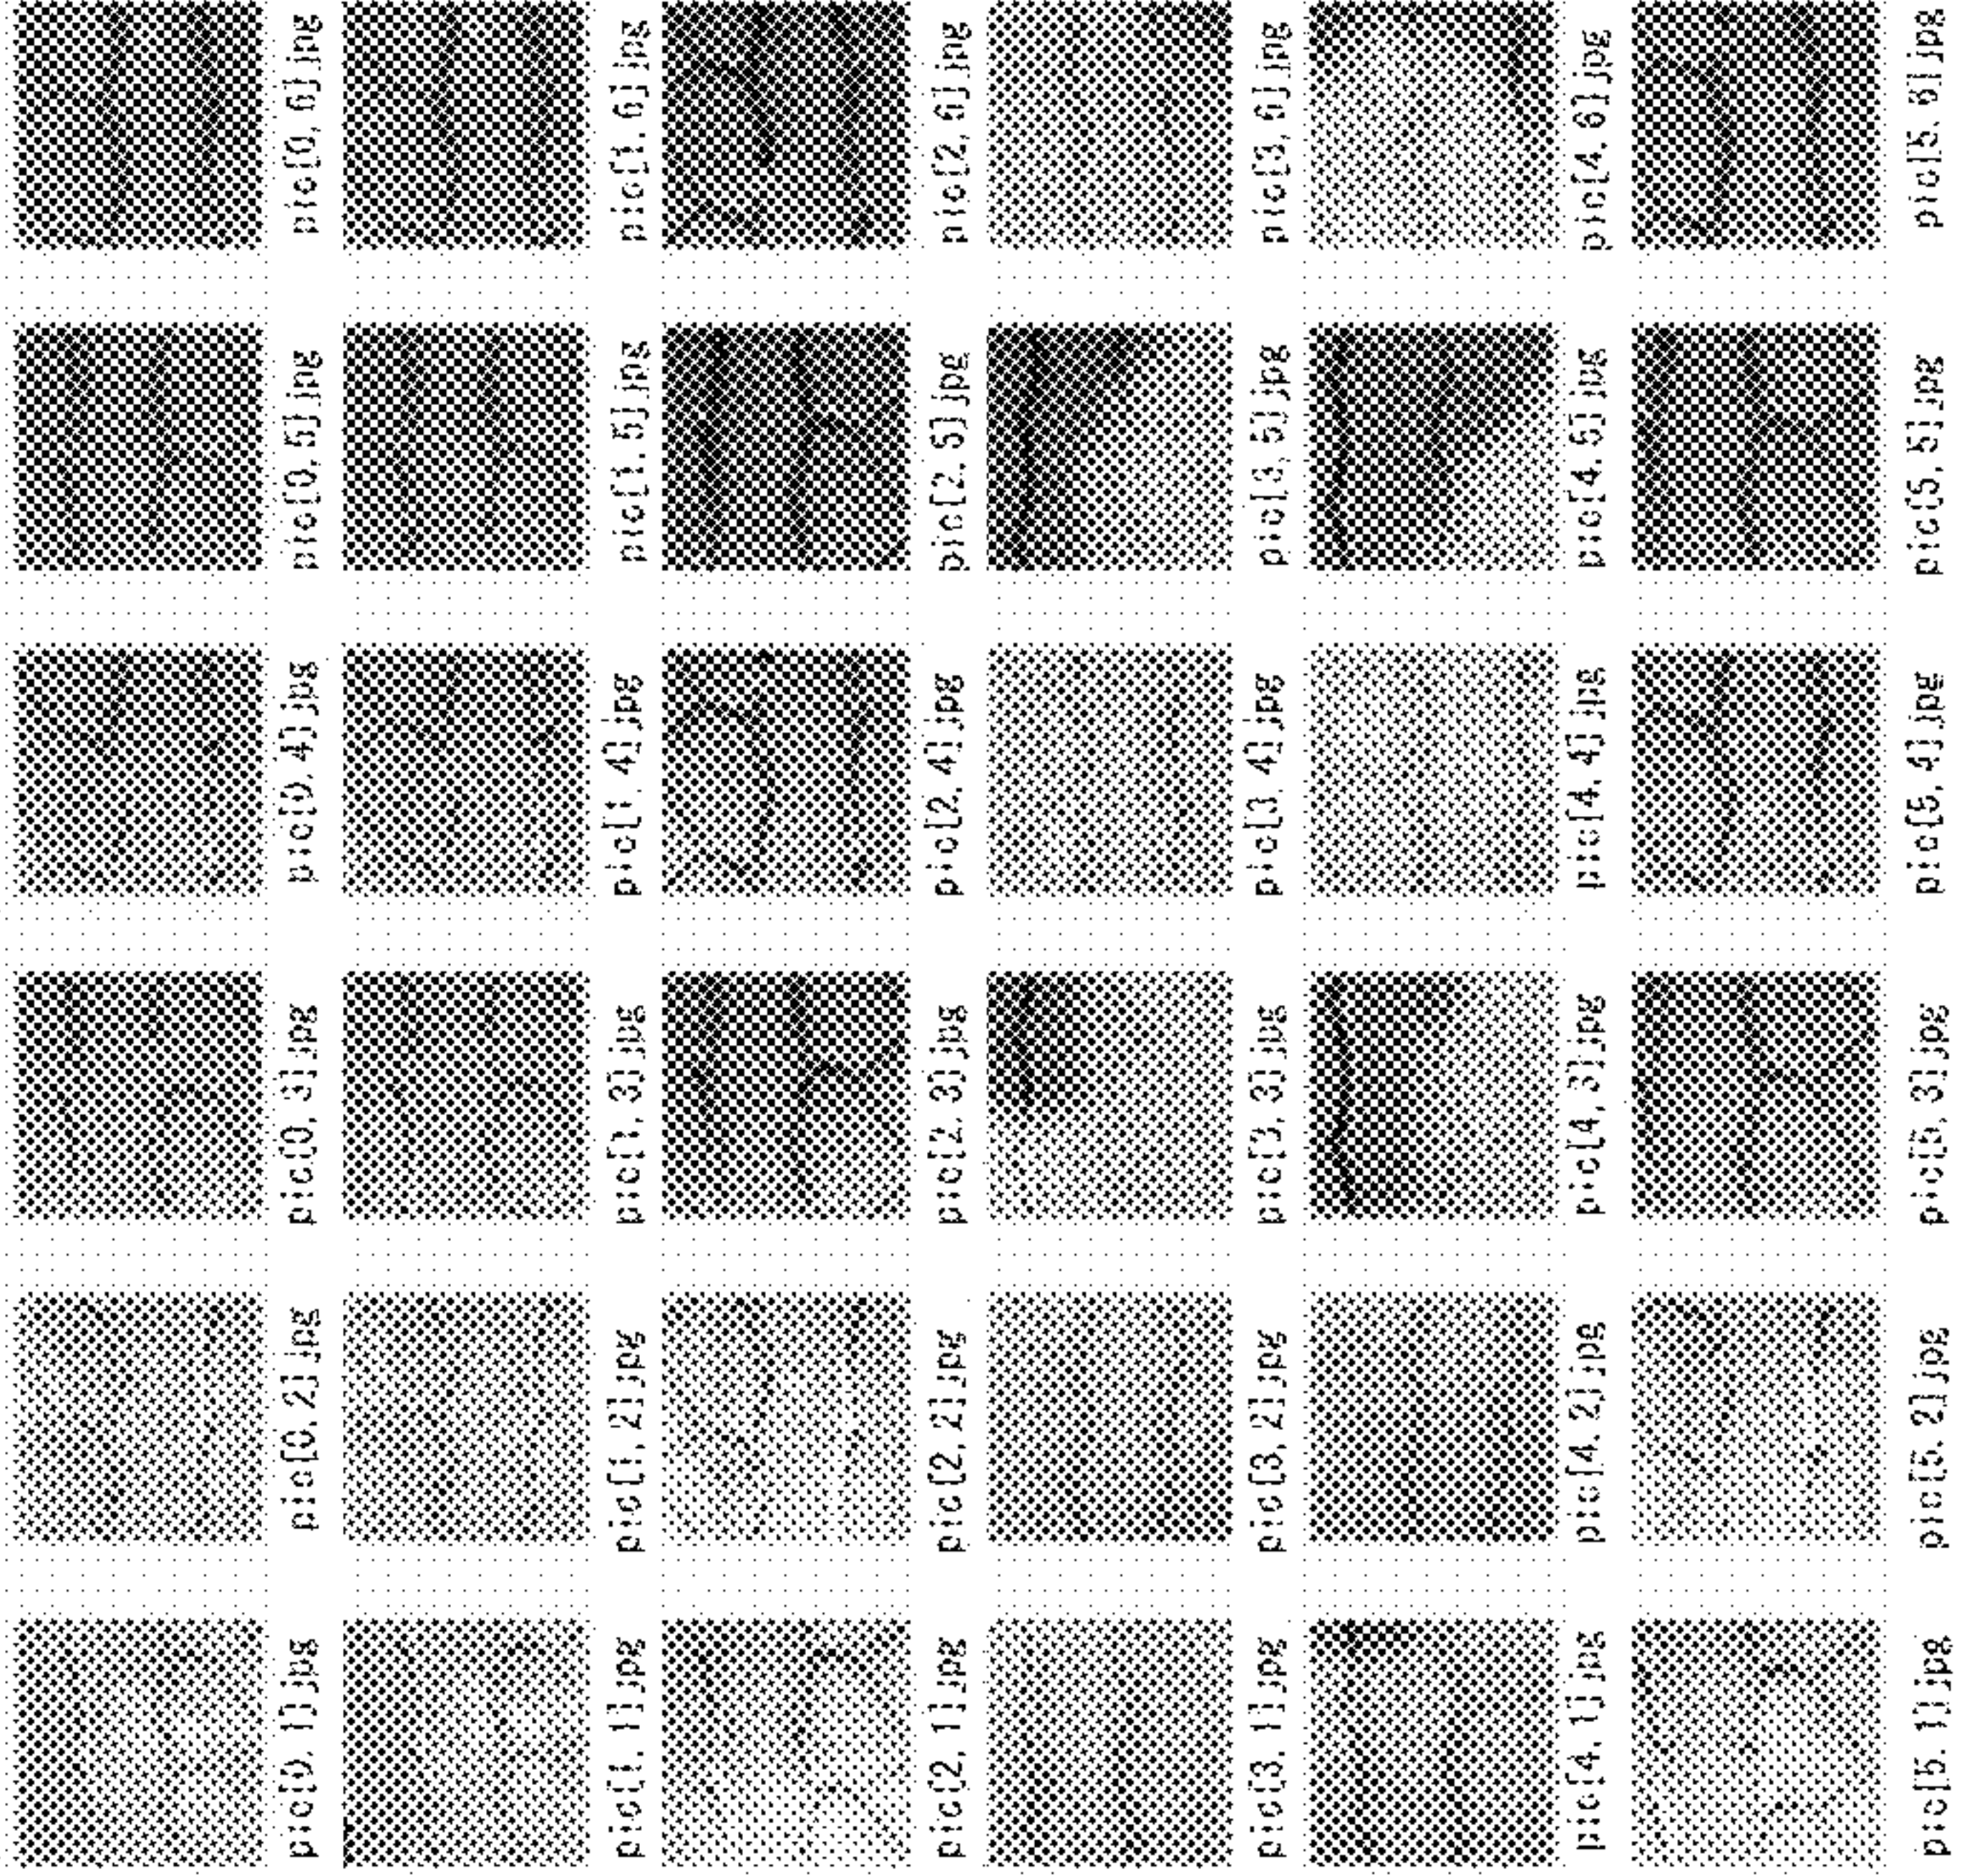 pic[0, 1]jpg pic[0, 2]jpg pic[0, 3]jpg pic[0, 4]jpg pic[0, 5]jpg pic[0, 6]jpg
pic[1, 1]jpg pic[1, 2]jpg pic[1, 3]jpg pic[1, 4]jpg pic[1, 5]jpg pic[1, 6]jpg
pic[2, 1]jpg pic[2, 2]jpg pic[2, 3]jpg pic[2, 4]jpg pic[2, 5]jpg pic[2, 6]jpg
pic[3, 1]jpg pic[3, 2]jpg pic[3, 3]jpg pic[3, 4]jpg pic[3, 5]jpg pic[3, 6]jpg
pic[4, 1]jpg pic[4, 2]jpg pic[4, 3]jpg pic[4, 4]jpg pic[4, 5]jpg pic[4, 6]jpg
pic[5, 1]jpg pic[5, 2]jpg pic[5, 3]jpg pic[5, 4]jpg pic[5, 5]jpg pic[5, 6]jpg